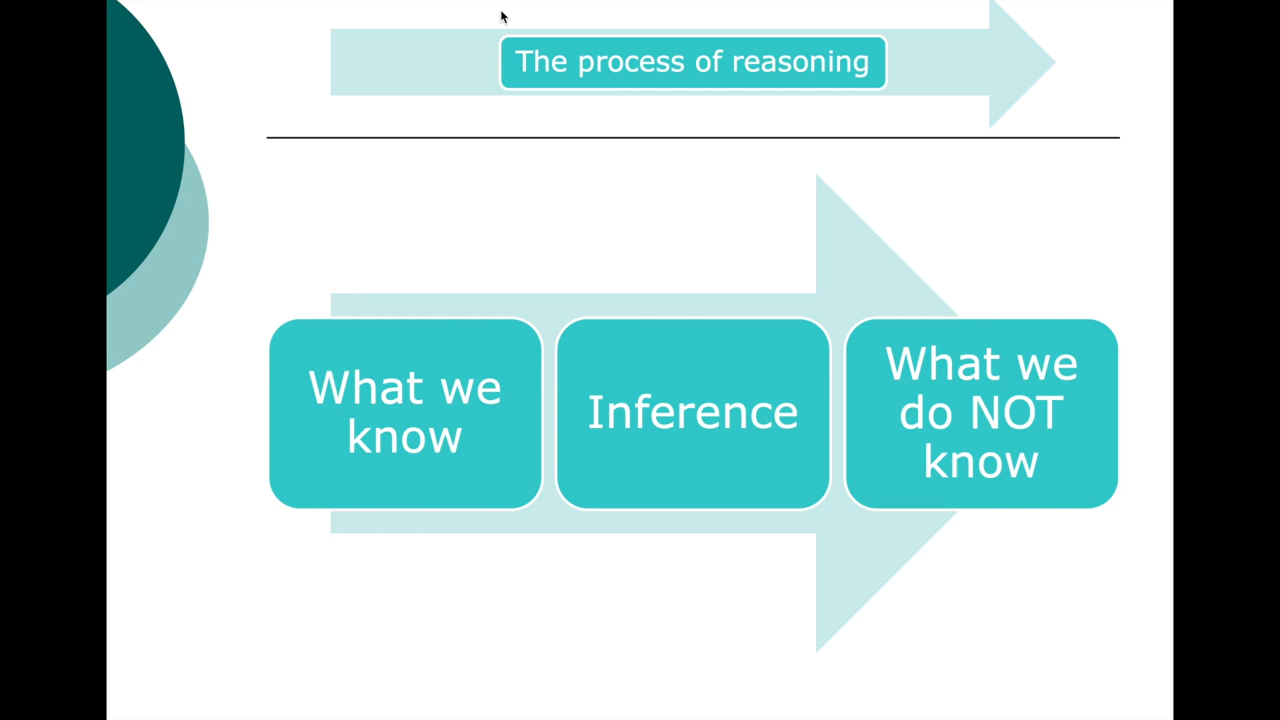 The process of reasoning
What we
know
Inference
What we
do NOT
know